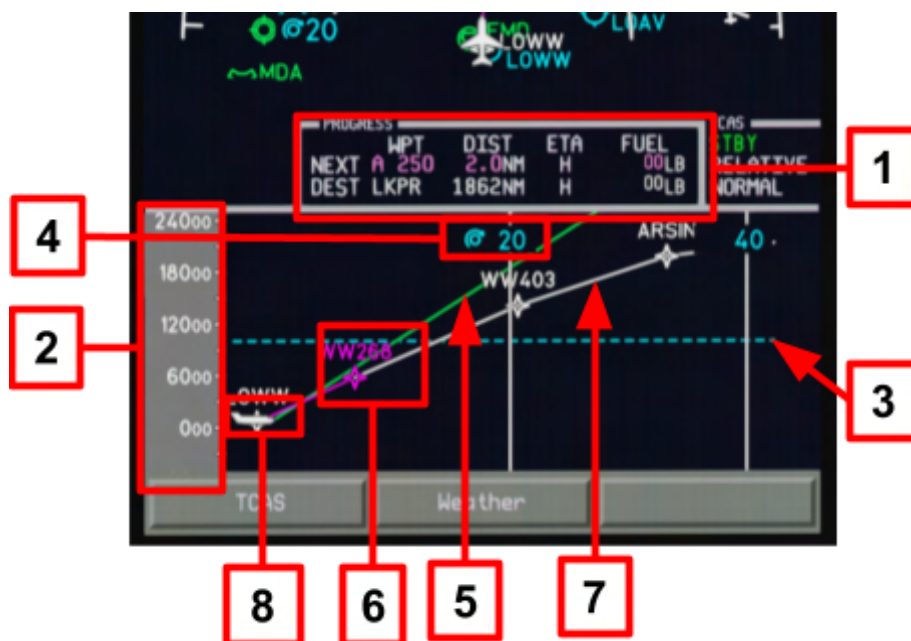 20
FMD
LOWW
LOWW
LOAV
MDA
PROGRESS
WPT DIST ETA FUEL
NEXT A 250 2.0NM H 00LB
DEST LKPR 1862NM H 00LB
TCAS
STBY
RELATIVE
NORMAL
1
4
24000
20
ARSIN
40
18000
WW403
2
12000
WW268
3
6000
LOWW
000
TCAS
Weather
8
6
5
7